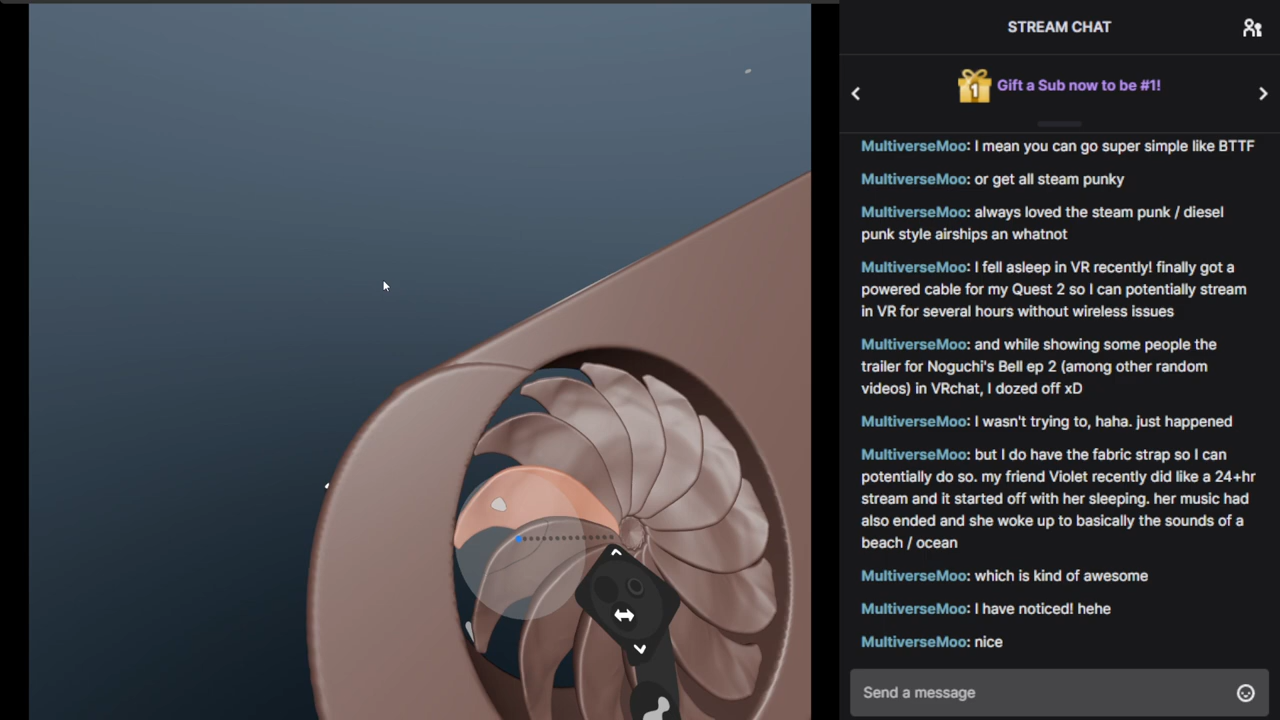 STREAM CHAT
1
Gift a Sub now to be #1!
MultiverseMoo: I mean you can go super simple like BTTF
MultiverseMoo: or get all steam punky
MultiverseMoo: always loved the steam punk / diesel
punk style airships an whatnot
MultiverseMoo: I fell asleep in VR recently! finally got a
powered cable for my Quest 2 so I can potentially stream
in VR for several hours without wireless issues
MultiverseMoo: and while showing some people the
trailer for Noguchi's Bell ep 2 (among other random
videos) in VRchat, I dozed off xD
MultiverseMoo: I wasn't trying to, haha. just happened
MultiverseMoo: but I do have the fabric strap so I can
potentially do so. my friend Violet recently did like a 24+hr
stream and it started off with her sleeping. her music had
also ended and she woke up to basically the sounds of a
beach / ocean
MultiverseMoo: which is kind of awesome
MultiverseMoo: I have noticed! hehe
MultiverseMoo: nice
Send a message